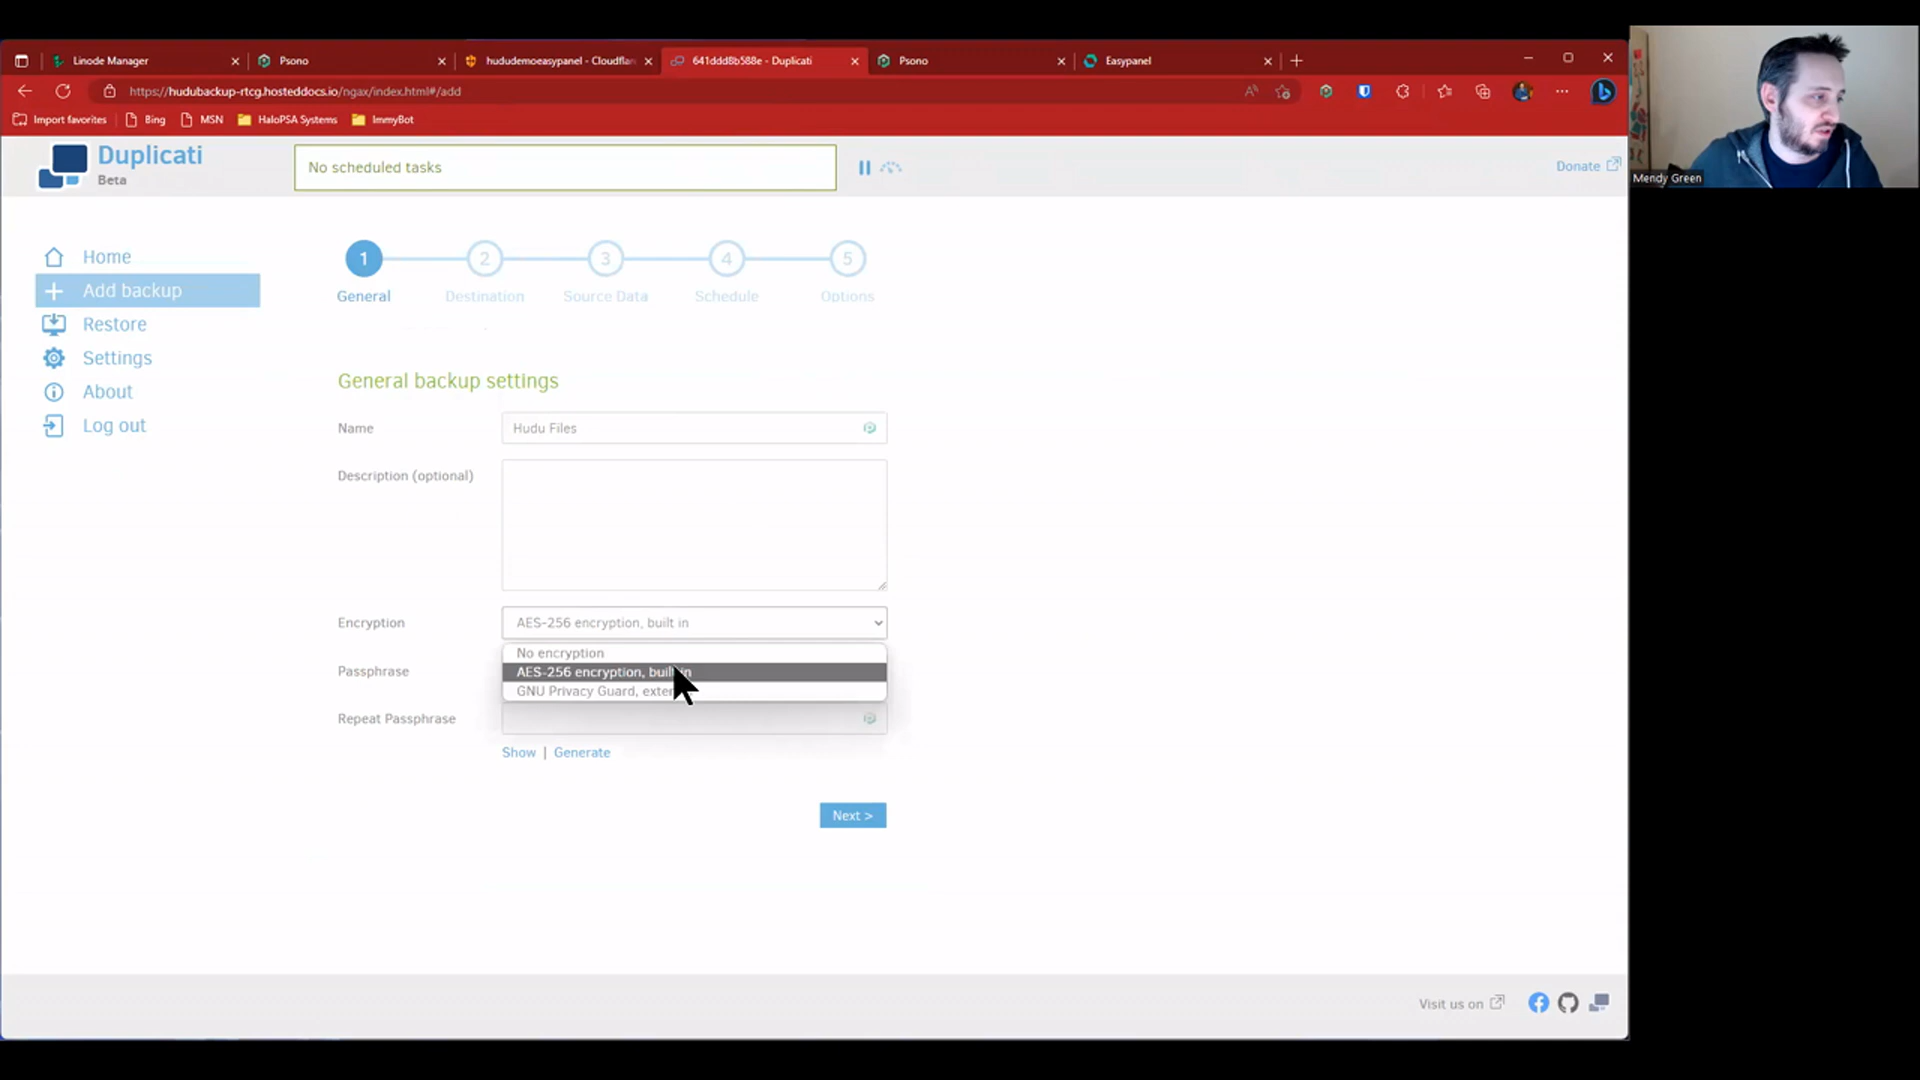 Linode Manager
Psono
hududemoeasypanel - Cloudflar
641ddd8b588e - Duplicati
Psono
Easypanel
https://hudubackup-rtcg.hosteddocs.io/ngax/index.html#/add
Import favorites
Bing
MSN
HaloPSA Systems
ImmyBot
Mendy Green
Duplicati
Beta
No scheduled tasks
Donate
Home
Add backup
Restore
Settings
About
Log out
1
2
3
4
5
General
Destination
Source Data
Schedule
Options
General backup settings
Name
Hudu Files
Description (optional)
Encryption
AES-256 encryption, built in
No encryption
Passphrase
AES-256 encryption, built in
GNU Privacy Guard, exter
Repeat Passphrase
Show | Generate
Next >
Visit us on